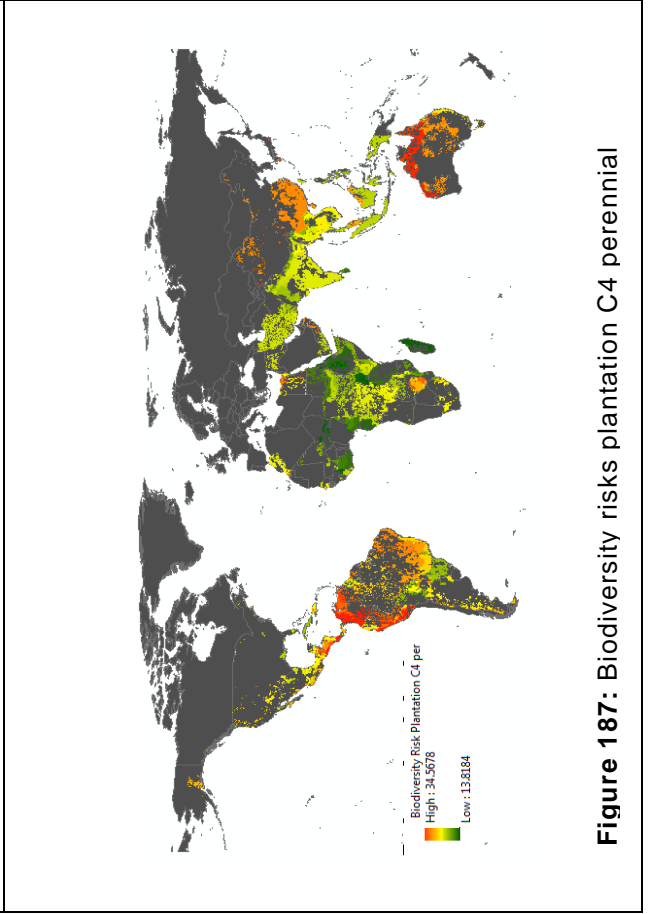 Biodiversity Risk Plantation C4 per
High : 34.5678
Low : 13.8184
Figure 187: Biodiversity risks plantation C4 perennial